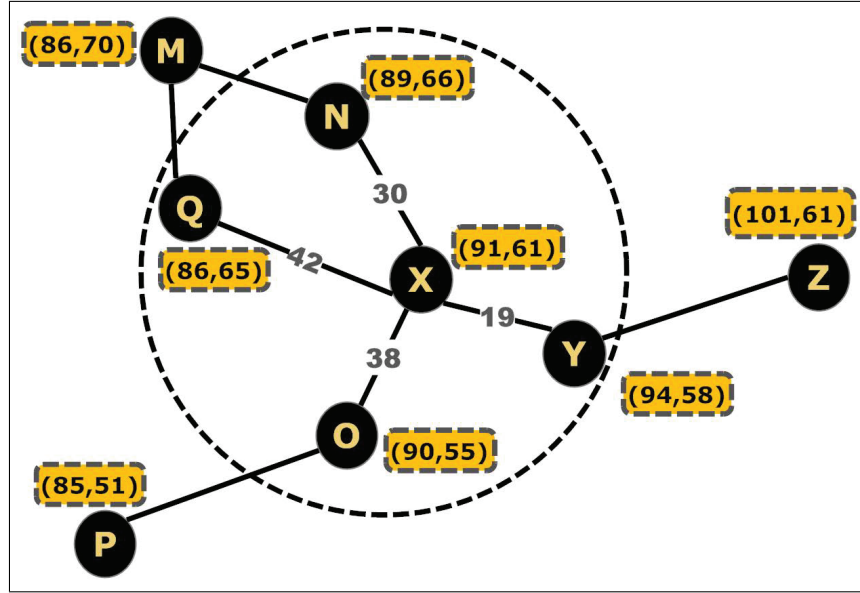 (86,70)
M
(89,66)
N
30
Q
(101,61)
(91,61)
(86,65)
42
X
Z
19
38
Y
(94,58)
O
(90,55)
(85,51)
P